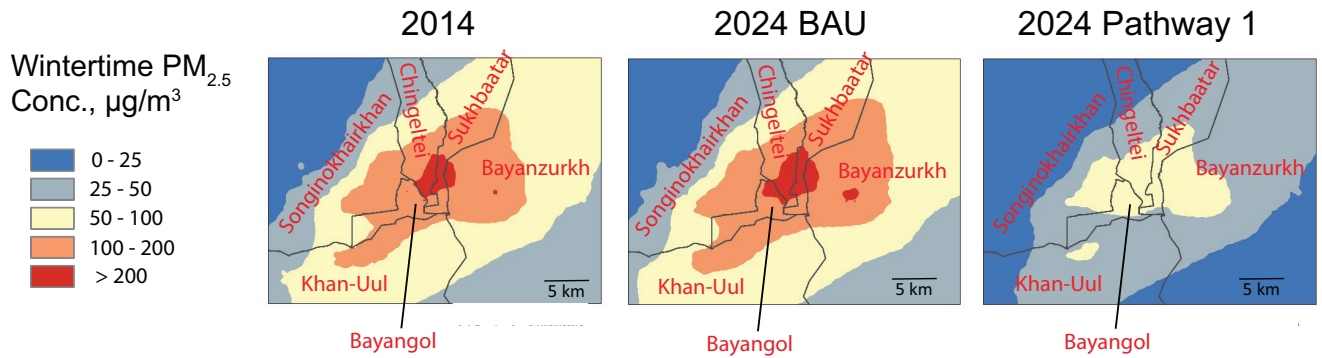 2014
2024 BAU
2024 Pathway 1
Wintertime PM2.5
Conc., µg/m³
0 - 25
25 - 50
50 - 100
100 - 200
> 200
Songinokhairkhan
Chingeltei
Sukhbaatar
Bayanzurkh
Khan-Uul
5 km
Bayangol
Songinokhairkhan
Chingeltei
Sukhbaatar
Bayanzurkh
Khan-Uul
5 km
Bayangol
Songinokhairkhan
Chingeltei
Sukhbaatar
Bayanzurkh
Khan-Uul
5 km
Bayangol